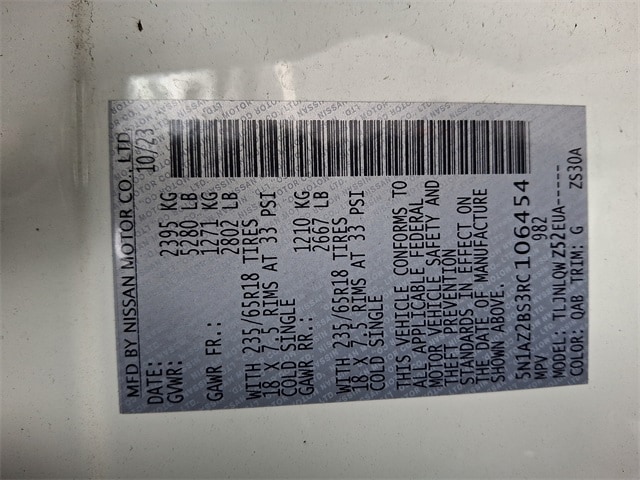 MFD BY NISSAN MOTOR CO., LTD.
DATE: 10/23
GVWR: 2395 KG
5280 LB
GAWR FR.: 1271 KG
2802 LB
WITH 235/65R18 TIRES
18 X 7.5 RIMS AT 33 PSI
COLD SINGLE
GAWR RR.: 1210 KG
2667 LB
WITH 235/65R18 TIRES
18 X 7.5 RIMS AT 33 PSI
COLD SINGLE
THIS VEHICLE CONFORMS TO
ALL APPLICABLE FEDERAL
MOTOR VEHICLE SAFETY AND
THEFT PREVENTION
STANDARDS IN EFFECT ON
THE DATE OF MANUFACTURE
SHOWN ABOVE.
5N1AZ2BS3RC106454
MPV 982
MODEL: TLJNLQWZ52EUA-----
COLOR: QAB TRIM: G ZS30A